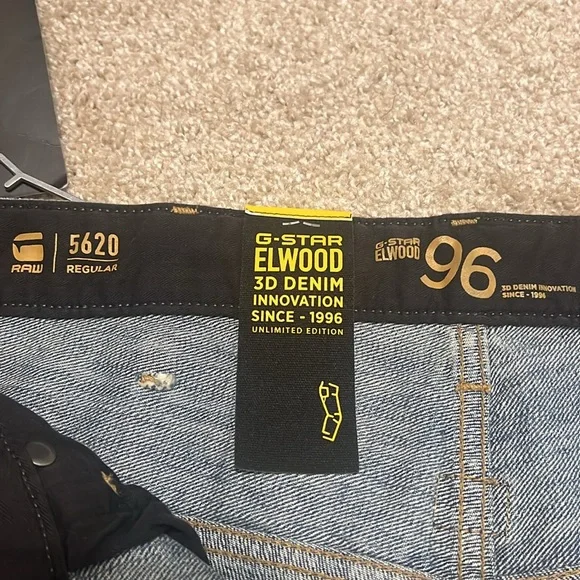 RAW
5620
REGULAR
G-STAR
ELWOOD
3D DENIM
INNOVATION
SINCE - 1996
UNLIMITED EDITION
G-STAR
ELWOOD
96
3D DENIM INNOVATION
SINCE - 1996